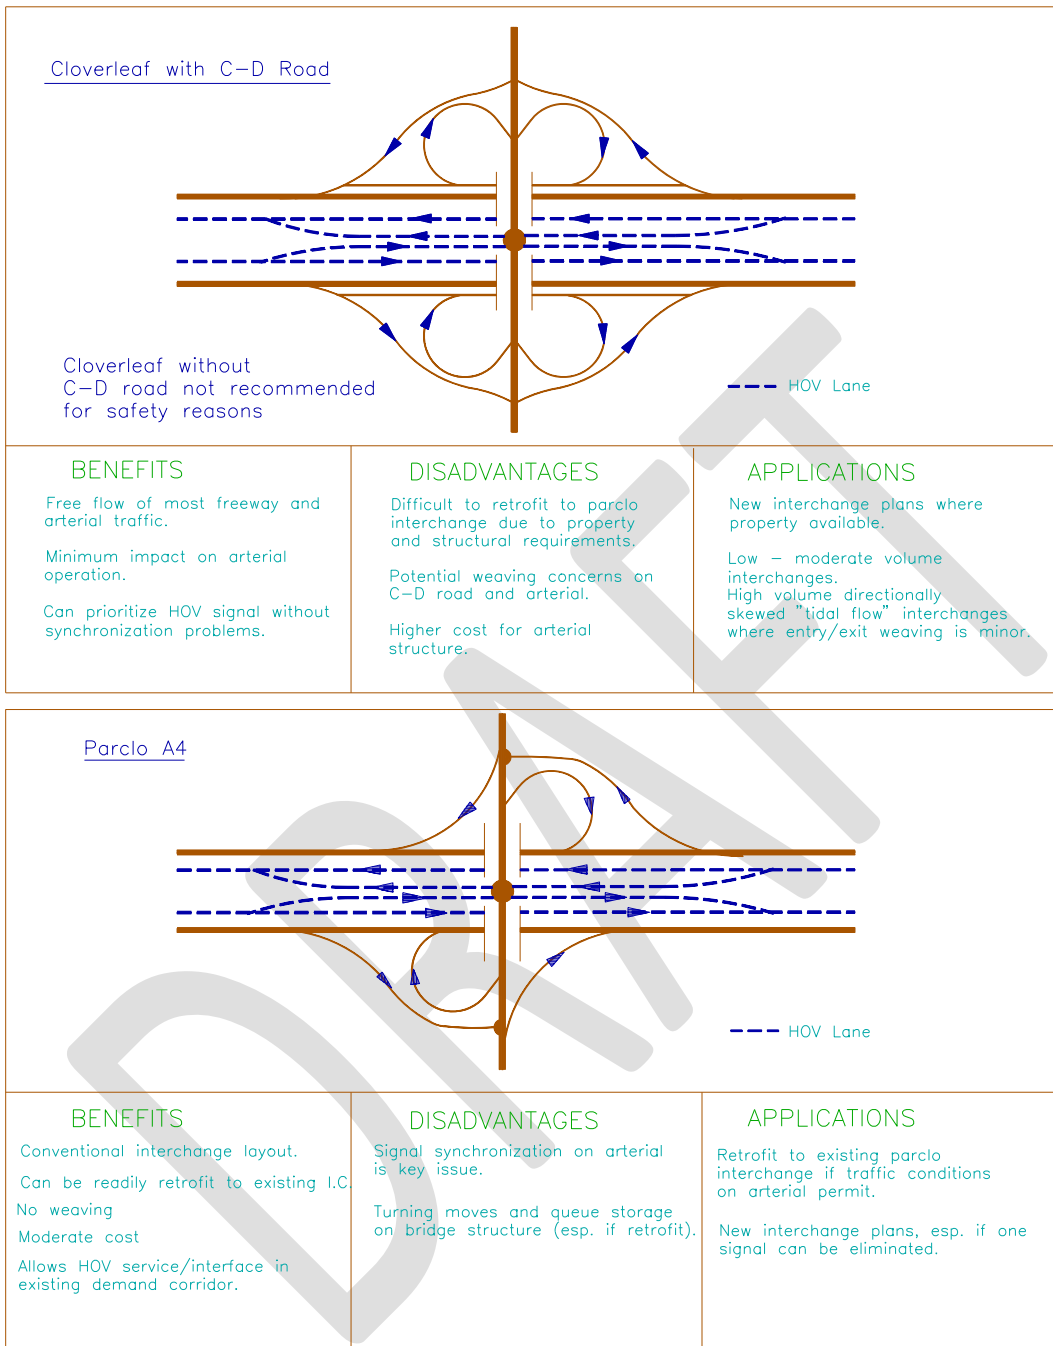 Cloverleaf with C-D Road
Cloverleaf without
C-D road not recommended
for safety reasons
HOV Lane
BENEFITS
Free flow of most freeway and
arterial traffic.
Minimum impact on arterial
operation.
Can prioritize HOV signal without
synchronization problems.
DISADVANTAGES
Difficult to retrofit to parclo
interchange due to property
and structural requirements.
Potential weaving concerns on
C-D road and arterial.
Higher cost for arterial
structure.
APPLICATIONS
New interchange plans where
property available.
Low - moderate volume
interchanges.
High volume directionally
skewed "tidal flow" interchanges
where entry/exit weaving is minor.
Parclo A4
HOV Lane
BENEFITS
Conventional interchange layout.
Can be readily retrofit to existing I.C.
No weaving
Moderate cost
Allows HOV service/interface in
existing demand corridor.
DISADVANTAGES
Signal synchronization on arterial
is key issue.
Turning moves and queue storage
on bridge structure (esp. if retrofit).
APPLICATIONS
Retrofit to existing parclo
interchange if traffic conditions
on arterial permit.
New interchange plans, esp. if one
signal can be eliminated.
DRAFT